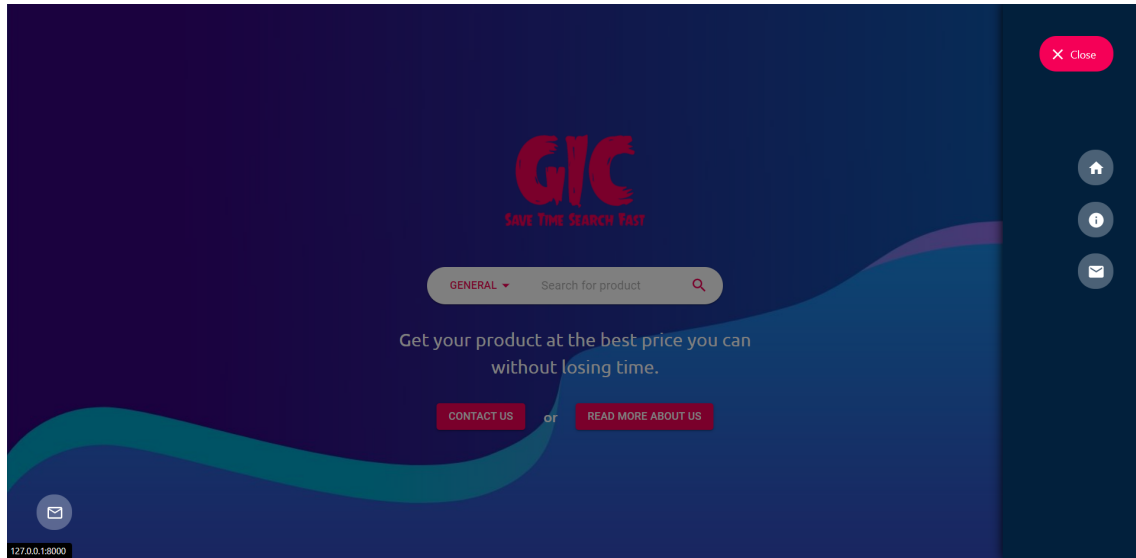 Close
GIC
SAVE TIME SEARCH FAST
GENERAL
Search for product
Get your product at the best price you can
without losing time.
CONTACT US
or
READ MORE ABOUT US
127.0.0.1:8000